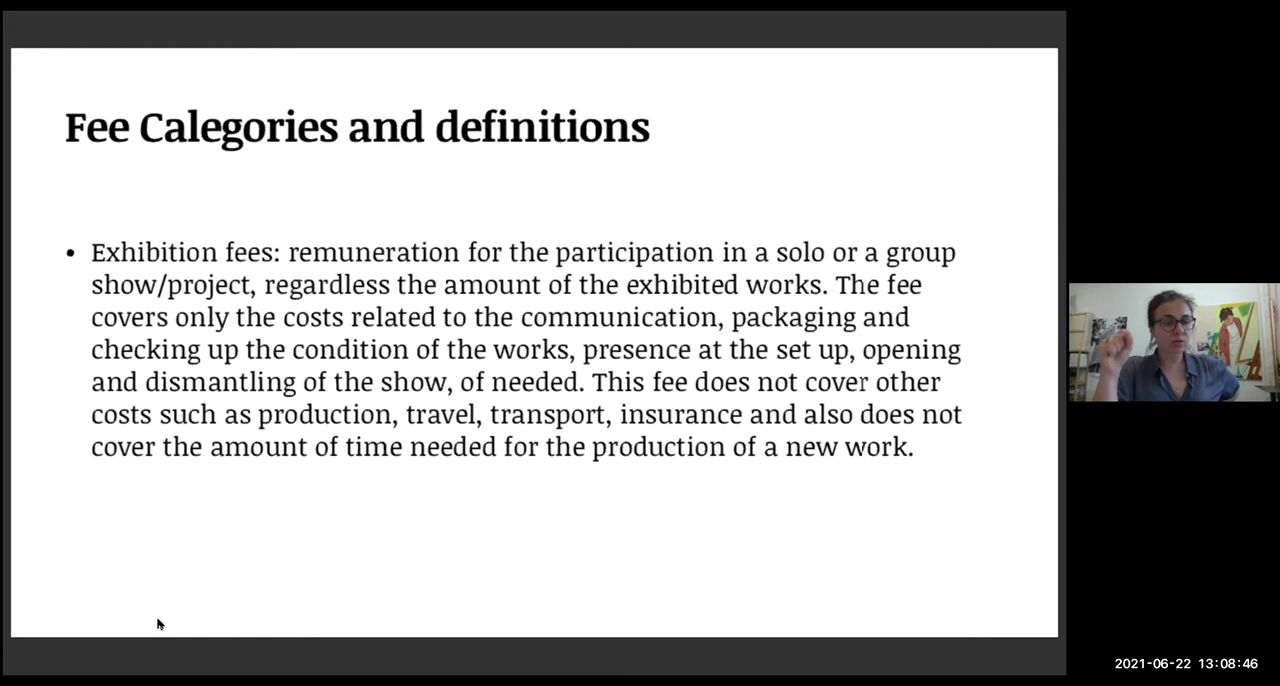 Fee Calegories and definitions
• Exhibition fees: remuneration for the participation in a solo or a group
show/project, regardless the amount of the exhibited works. The fee
covers only the costs related to the communication, packaging and
checking up the condition of the works, presence at the set up, opening
and dismantling of the show, of needed. This fee does not cover other
costs such as production, travel, transport, insurance and also does not
cover the amount of time needed for the production of a new work.
2021-06-22 13:08:46